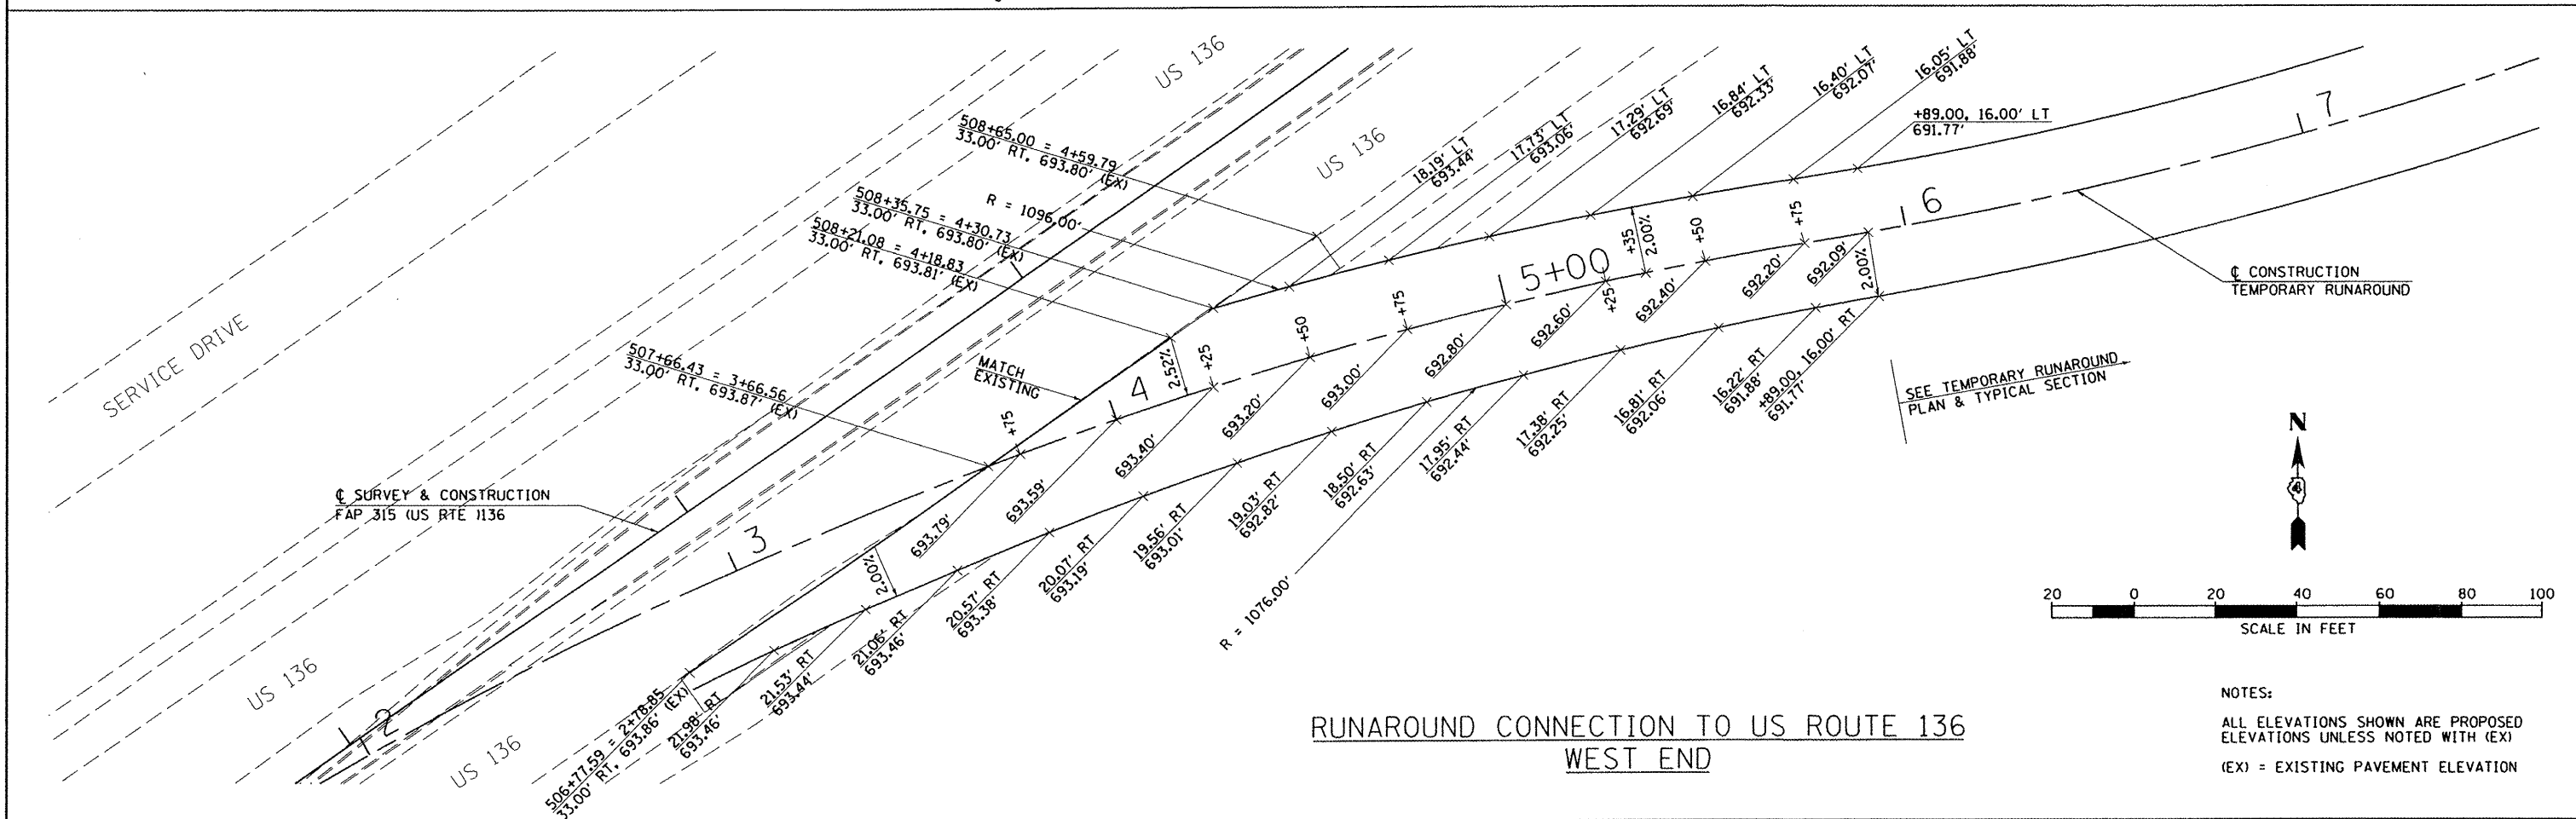 US 136
16.05' LT
691.88'
16.40' LT
692.07'
16.84' LT
692.33'
17.29' LT
692.69'
17.73' LT
693.06'
18.19' LT
693.44'
+89.00, 16.00' LT
691.77'
7
508+65.00 = 4+59.79
33.00' RT, 693.80' (EX)
US 136
R = 1096.00'
508+35.75 = 4+30.73
33.00' RT, 693.80' (EX)
508+21.08 = 4+18.83
33.00' RT, 693.81' (EX)
6
+75
+50
+35
2.00%
5+00
+25
692.09'
2.00%
692.20'
692.40'
692.60'
692.80'
℄ CONSTRUCTION
TEMPORARY RUNAROUND
SERVICE DRIVE
507+66.43 = 3+66.56
33.00' RT, 693.87' (EX)
MATCH
EXISTING
2.52%
4
+25
+50
+75
693.00'
693.20'
693.40'
693.59'
693.79'
+75
SEE TEMPORARY RUNAROUND
PLAN & TYPICAL SECTION
+89.00, 16.00' RT
691.77'
16.22' RT
691.88'
16.81' RT
692.06'
17.38' RT
692.25'
17.95' RT
692.44'
18.50' RT
692.63'
19.03' RT
692.82'
19.56' RT
693.01'
20.07' RT
693.19'
20.57' RT
693.38'
21.06' RT
693.46'
21.53' RT
693.44'
21.98' RT
693.46'
506+77.59 = 2+78.85
33.00' RT, 693.86' (EX)
2.00%
3
℄ SURVEY & CONSTRUCTION
FAP 315 (US RTE )136
2
US 136
US 136
R = 1076.00'
N
20 0 20 40 60 80 100
SCALE IN FEET
RUNAROUND CONNECTION TO US ROUTE 136
WEST END
NOTES:
ALL ELEVATIONS SHOWN ARE PROPOSED
ELEVATIONS UNLESS NOTED WITH (EX)
(EX) = EXISTING PAVEMENT ELEVATION